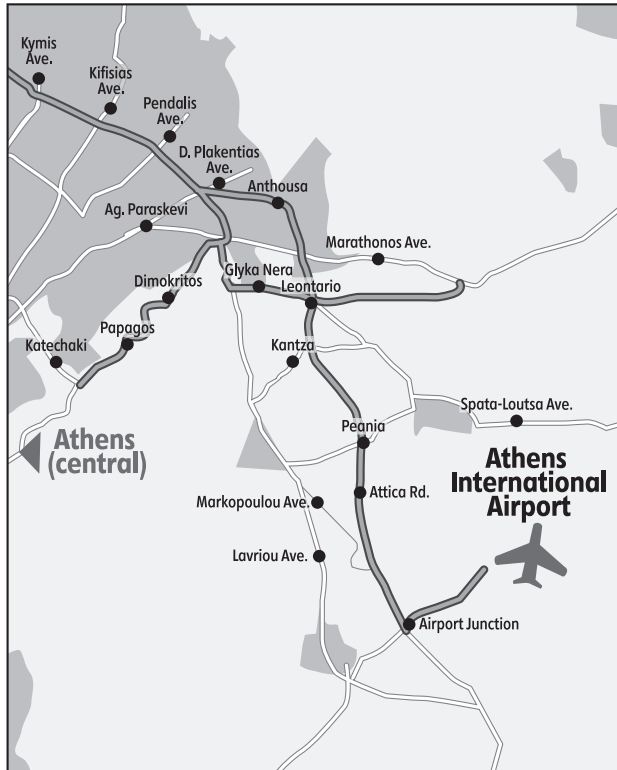 Kymis
Ave.
Kifisias
Ave.
Pendalis
Ave.
D. Plakentias
Ave.
Anthousa
Ag. Paraskevi
Marathonos Ave.
Dimokritos
Glyka Nera
Leontario
Papagos
Katechaki
Kantza
Spata-Loutsa Ave.
Peania
Athens
(central)
Athens
International
Airport
Attica Rd.
Markopoulou Ave.
Lavriou Ave.
Airport Junction